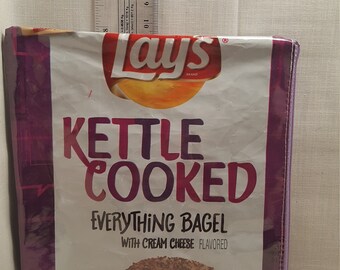 Lay's
KETTLE
COOKED
EVERYTHING BAGEL
WITH CREAM CHEESE FLAVORED